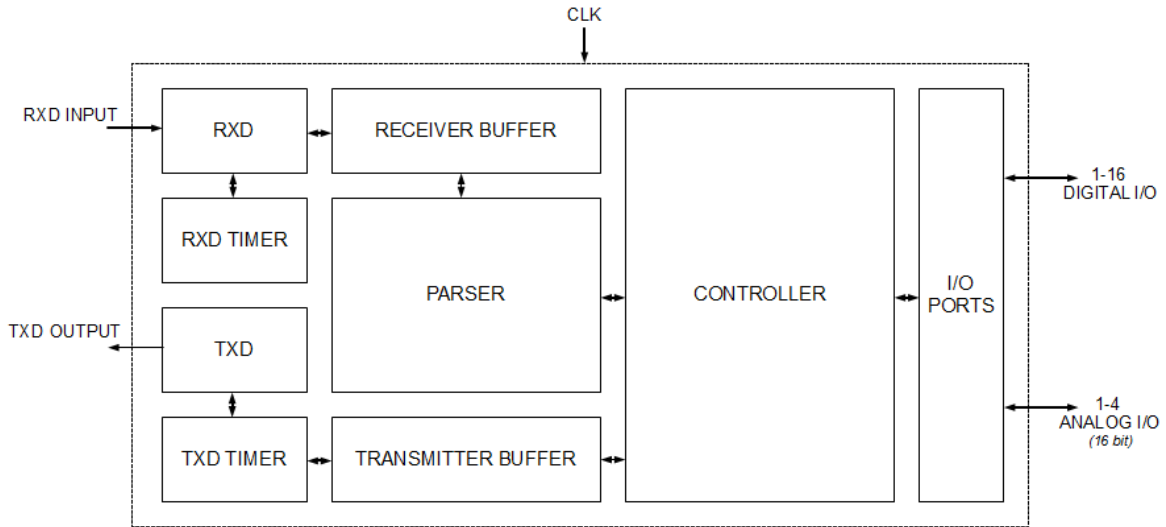 CLK
RXD INPUT
RXD
RECEIVER BUFFER
1-16
DIGITAL I/O
RXD TIMER
PARSER
CONTROLLER
I/O
PORTS
TXD OUTPUT
TXD
1-4
ANALOG I/O
(16 bit)
TXD TIMER
TRANSMITTER BUFFER